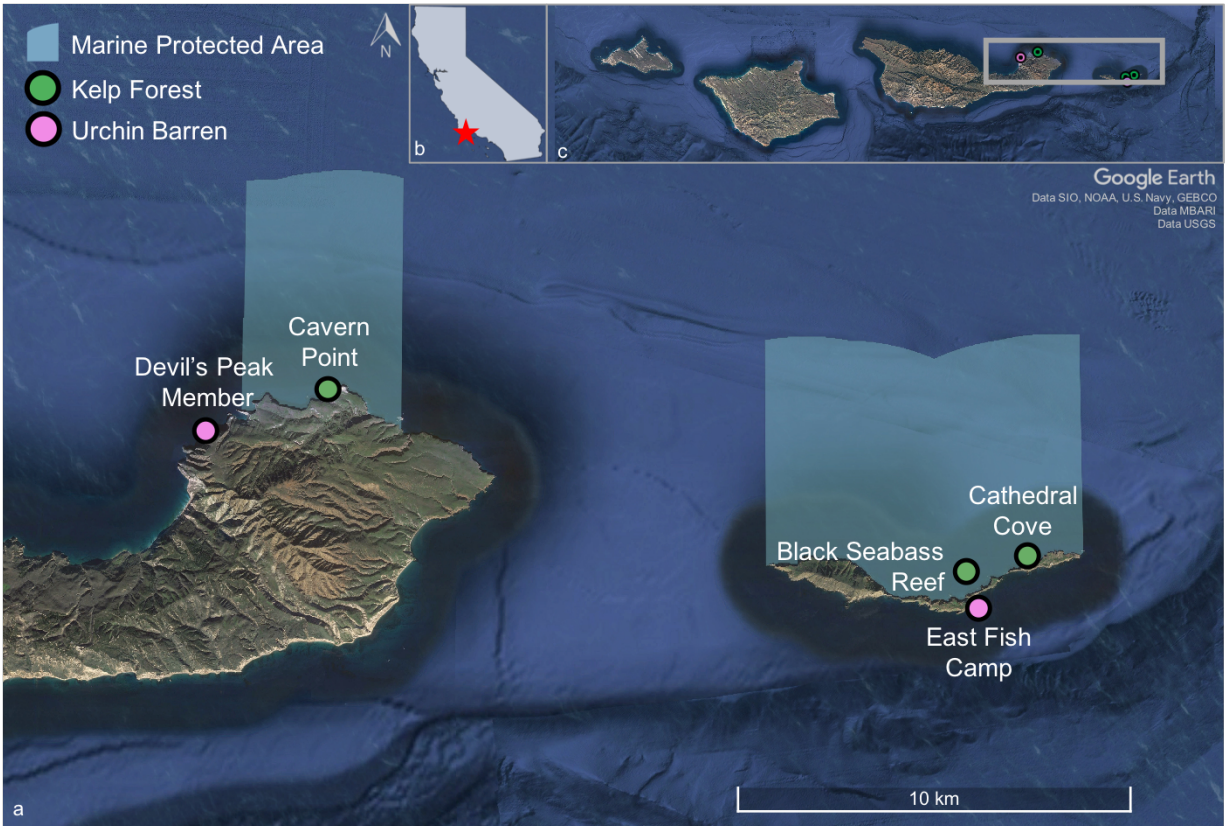 Marine Protected Area
Kelp Forest
Urchin Barren
N
b
c
Google Earth
Data SIO, NOAA, U.S. Navy, GEBCO
Data MBARI
Data USGS
Cavern
Point
Devil's Peak
Member
Cathedral
Cove
Black Seabass
Reef
East Fish
Camp
10 km
a